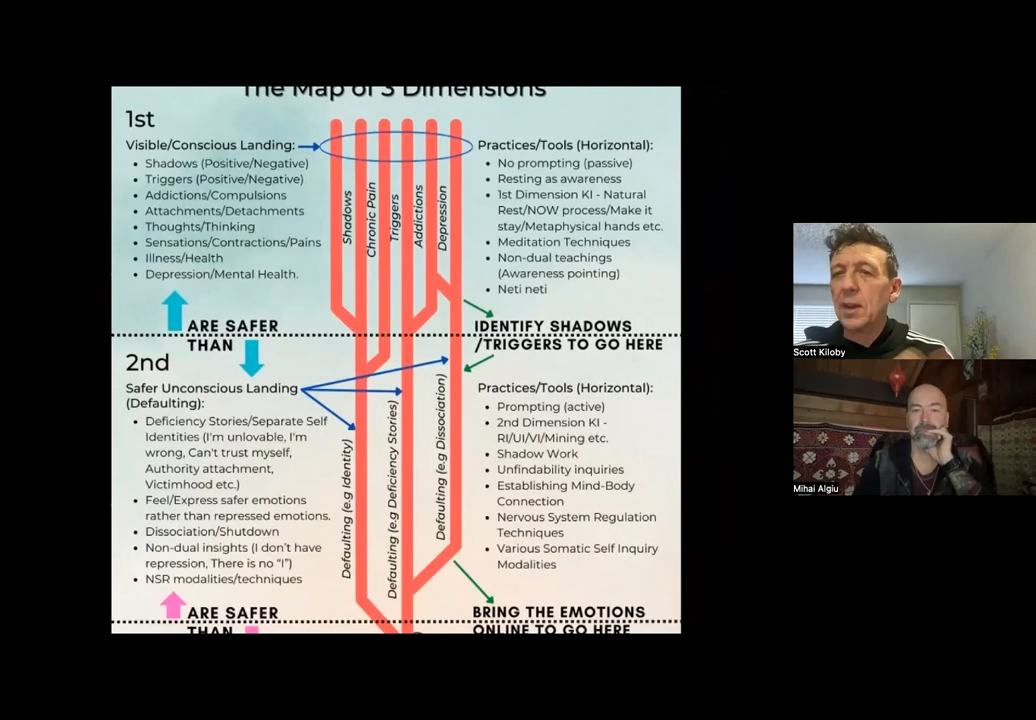 The Map of 3 Dimensions
1st
Visible/Conscious Landing:
• Shadows (Positive/Negative)
• Triggers (Positive/Negative)
• Addictions/Compulsions
• Attachments/Detachments
• Thoughts/Thinking
• Sensations/Contractions/Pains
• Illness/Health
• Depression/Mental Health.
Shadows
Chronic Pain
Triggers
Addictions
Depression
Practices/Tools (Horizontal):
• No prompting (passive)
• Resting as awareness
• 1st Dimension KI - Natural
Rest/NOW process/Make it
stay/Metaphysical hands etc.
• Meditation Techniques
• Non-dual teachings
(Awareness pointing)
• Neti neti
ARE SAFER
THAN
IDENTIFY SHADOWS
/TRIGGERS TO GO HERE
2nd
Safer Unconscious Landing
(Defaulting):
• Deficiency Stories/Separate Self
Identities (I'm unlovable, I'm
wrong, Can't trust myself,
Authority attachment,
Victimhood etc.)
• Feel/Express safer emotions
rather than repressed emotions.
• Dissociation/Shutdown
• Non-dual insights (I don't have
repression, There is no "I")
• NSR modalities/techniques
Defaulting (e.g Identity)
Defaulting (e.g Deficiency Stories)
Defaulting (e.g Dissociation)
Practices/Tools (Horizontal):
• Prompting (active)
• 2nd Dimension KI -
RI/UI/VI/Mining etc.
• Shadow Work
• Unfindability inquiries
• Establishing Mind-Body
Connection
• Nervous System Regulation
Techniques
• Various Somatic Self Inquiry
Modalities
ARE SAFER
THAN
BRING THE EMOTIONS
ONLINE TO GO HERE
Scott Kiloby
Mihai Algiu